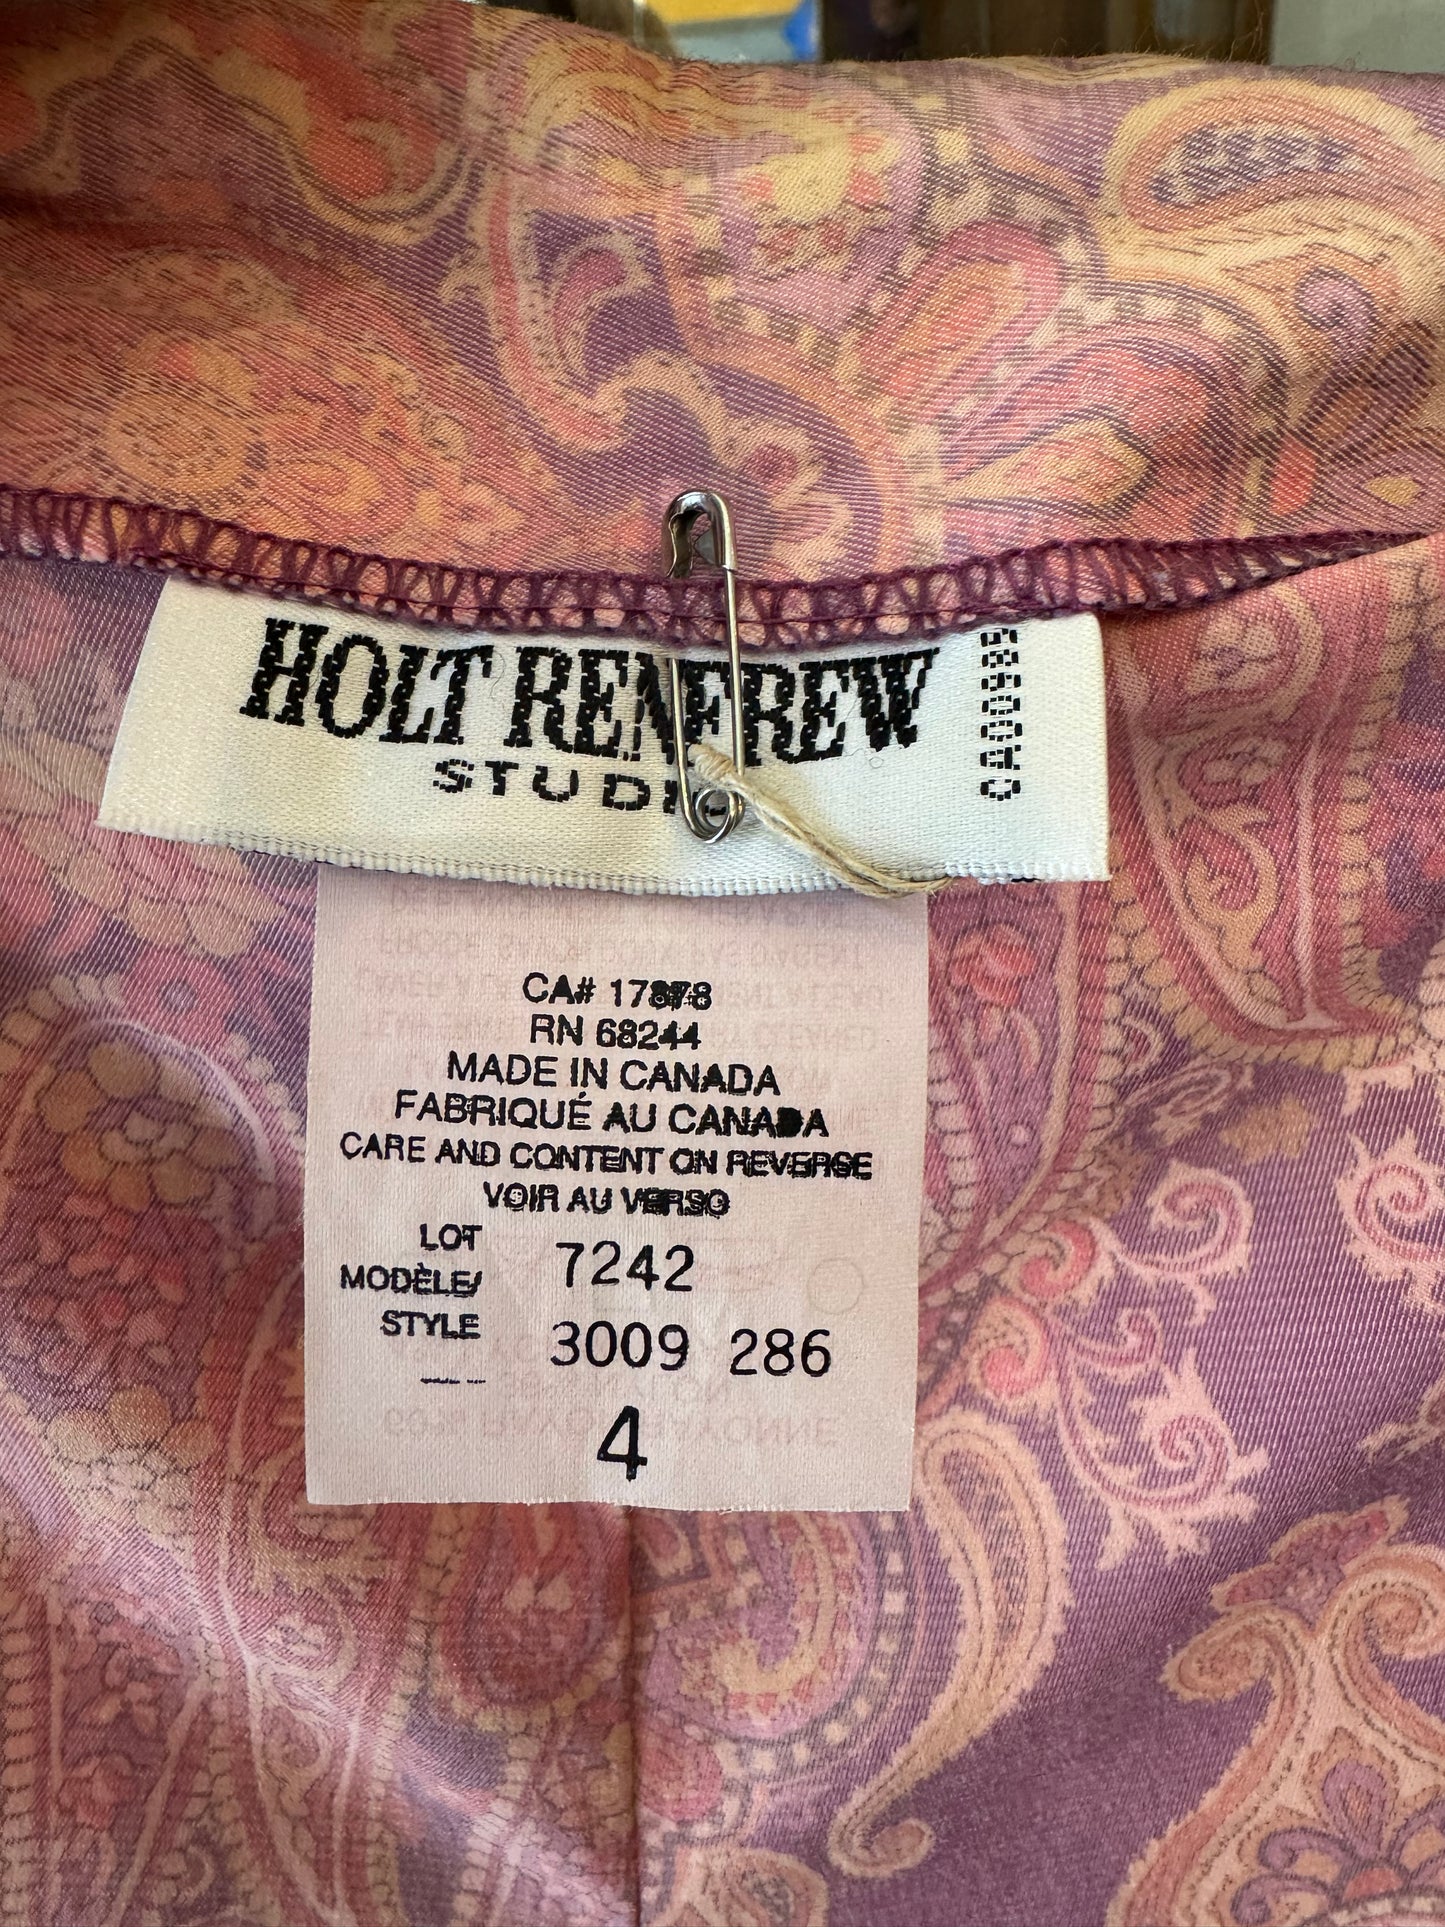 HOLT RENFREW
STUDIO
CA# 17878
RN 68244
MADE IN CANADA
FABRIQUÉ AU CANADA
CARE AND CONTENT ON REVERSE
VOIR AU VERSO
LOT 7242
MODÈLE/
STYLE 3009 286
4